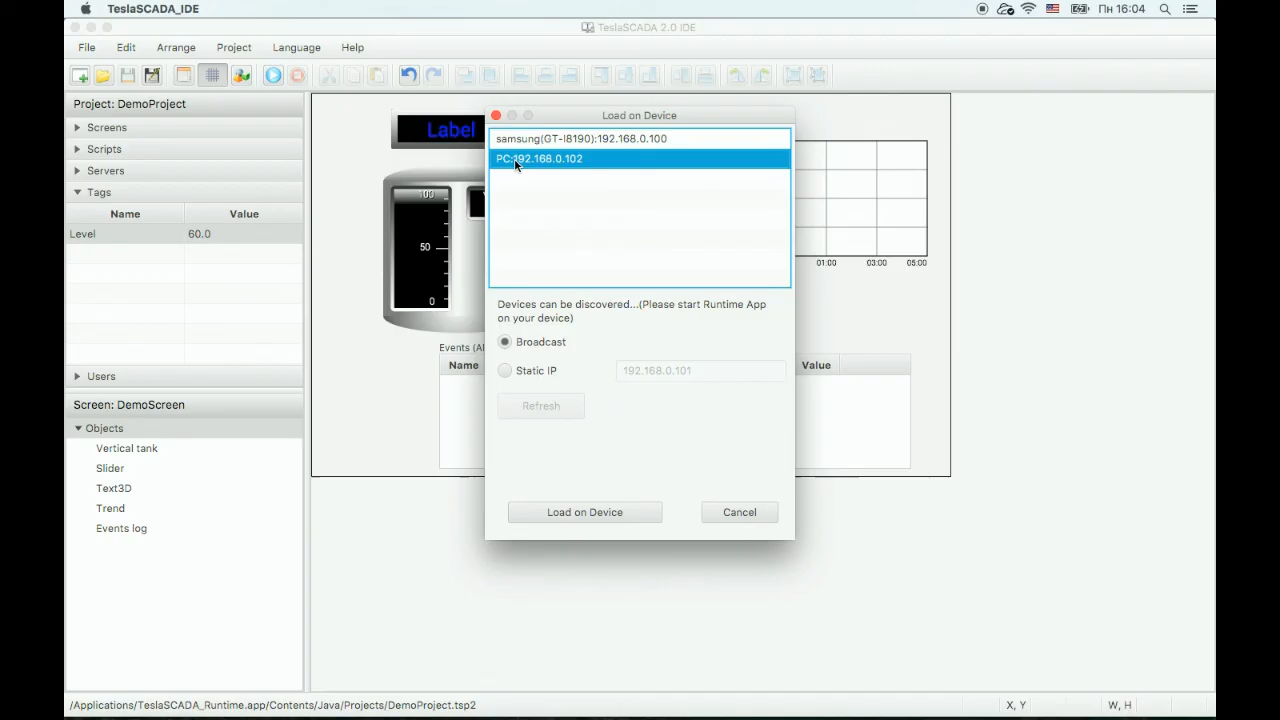 TeslaSCADA_IDE
Пн 16:04
TeslaSCADA 2.0 IDE
File Edit Arrange Project Language Help
Project: DemoProject
Screens
Scripts
Servers
Tags
Name Value
Level 60.0
Users
Screen: DemoScreen
Objects
Vertical tank
Slider
Text3D
Trend
Events log
Label
100
50
0
Events (Al
Name
Value
01:00 03:00 05:00
Load on Device
samsung(GT-I8190):192.168.0.100
PC:192.168.0.102
Devices can be discovered...(Please start Runtime App
on your device)
Broadcast
Static IP 192.168.0.101
Refresh
Load on Device Cancel
/Applications/TeslaSCADA_Runtime.app/Contents/Java/Projects/DemoProject.tsp2
X, Y W, H